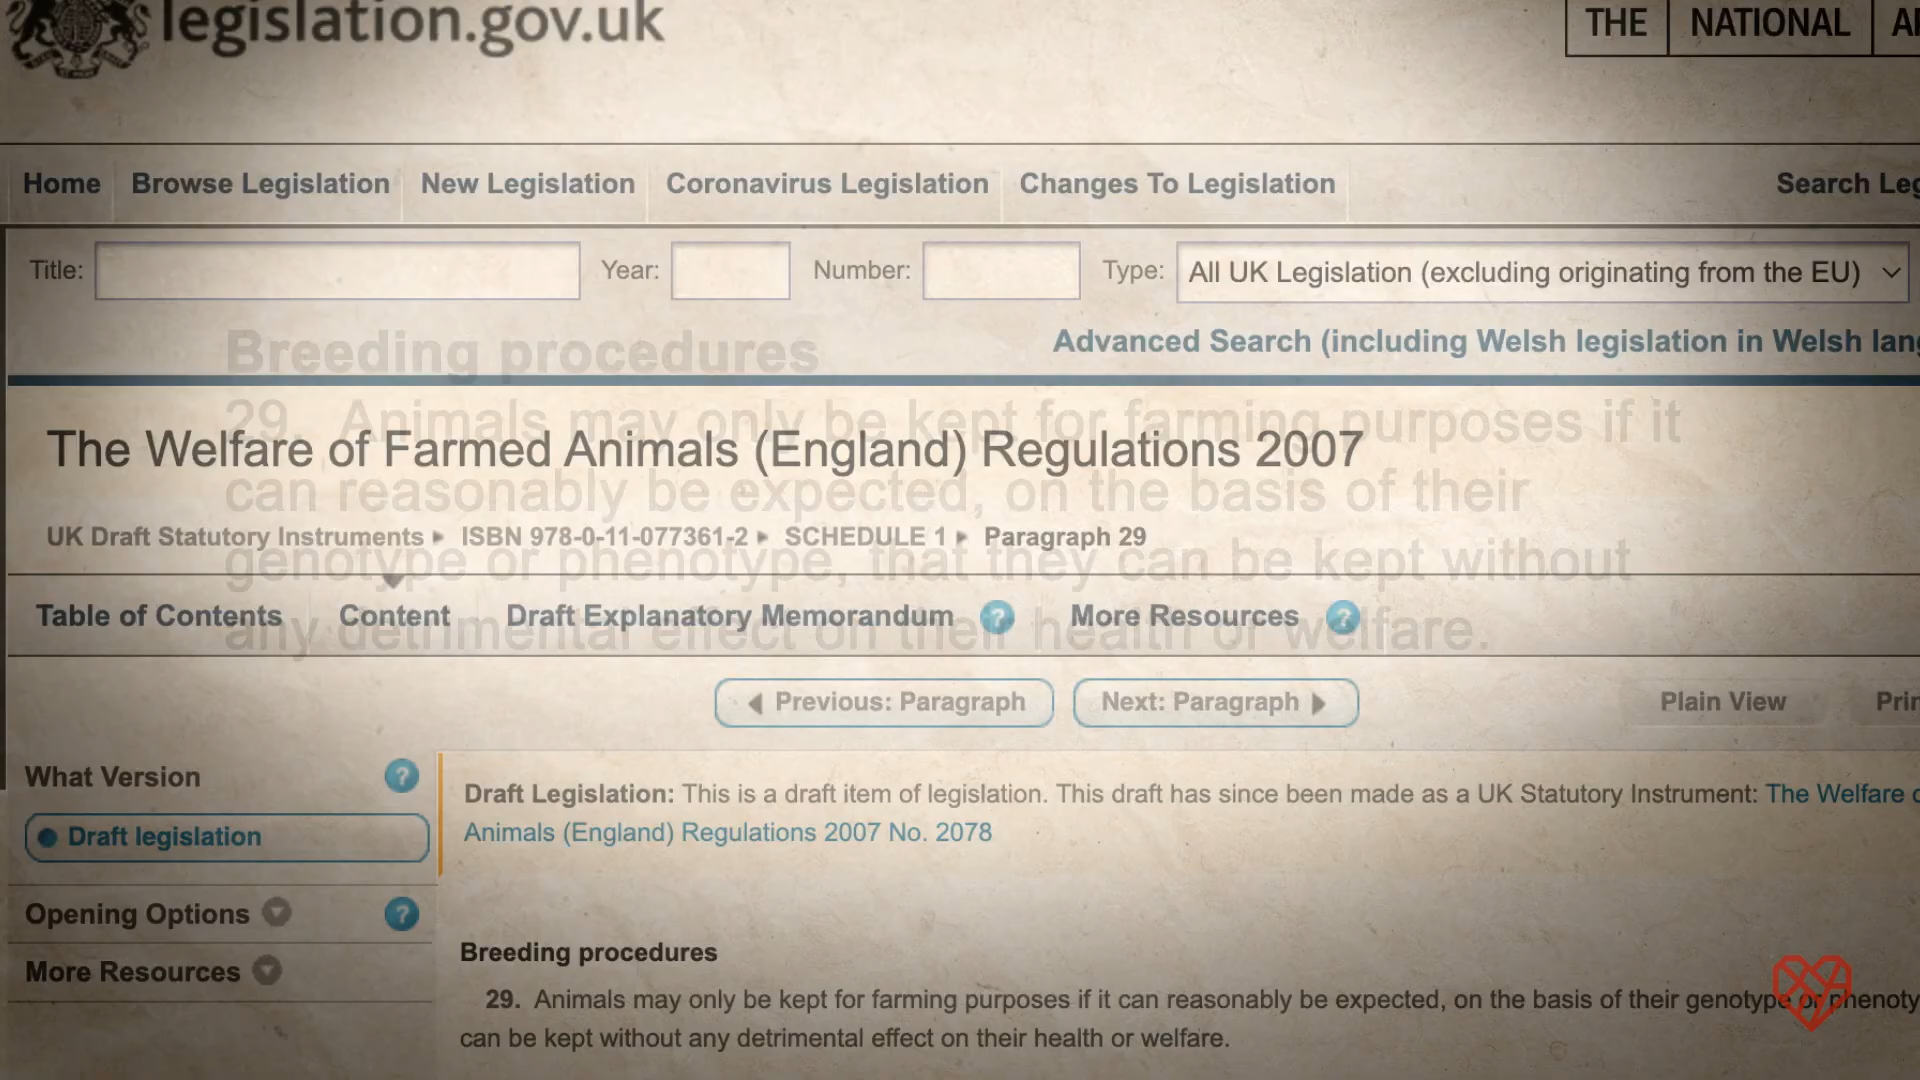 legislation.gov.uk
THE NATIONAL
Home Browse Legislation New Legislation Coronavirus Legislation Changes To Legislation Search
Title: Year: Number: Type: All UK Legislation (excluding originating from the EU)
Advanced Search (including Welsh legislation in Welsh
Breeding procedures
29. Animals may only be kept for farming purposes if it
can reasonably be expected, on the basis of their
genotype or phenotype, that they can be kept without
any detrimental effect on their health or welfare.
The Welfare of Farmed Animals (England) Regulations 2007
UK Draft Statutory Instruments ISBN 978-0-11-077361-2 SCHEDULE 1 Paragraph 29
Table of Contents Content Draft Explanatory Memorandum ? More Resources ?
Previous: Paragraph Next: Paragraph Plain View
What Version ?
Draft legislation
Opening Options ?
More Resources
Draft Legislation: This is a draft item of legislation. This draft has since been made as a UK Statutory Instrument: The Welfare
Animals (England) Regulations 2007 No. 2078
Breeding procedures
29. Animals may only be kept for farming purposes if it can reasonably be expected, on the basis of their genotype or
can be kept without any detrimental effect on their health or welfare.